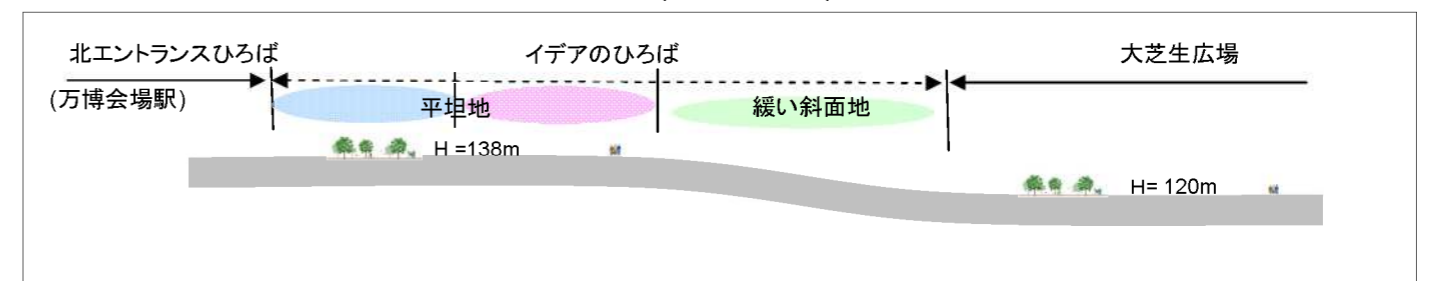 北エントランスひろば
イデアのひろば
大芝生広場
(万博会場駅)
平坦地
緩い斜面地
H =138m
H= 120m